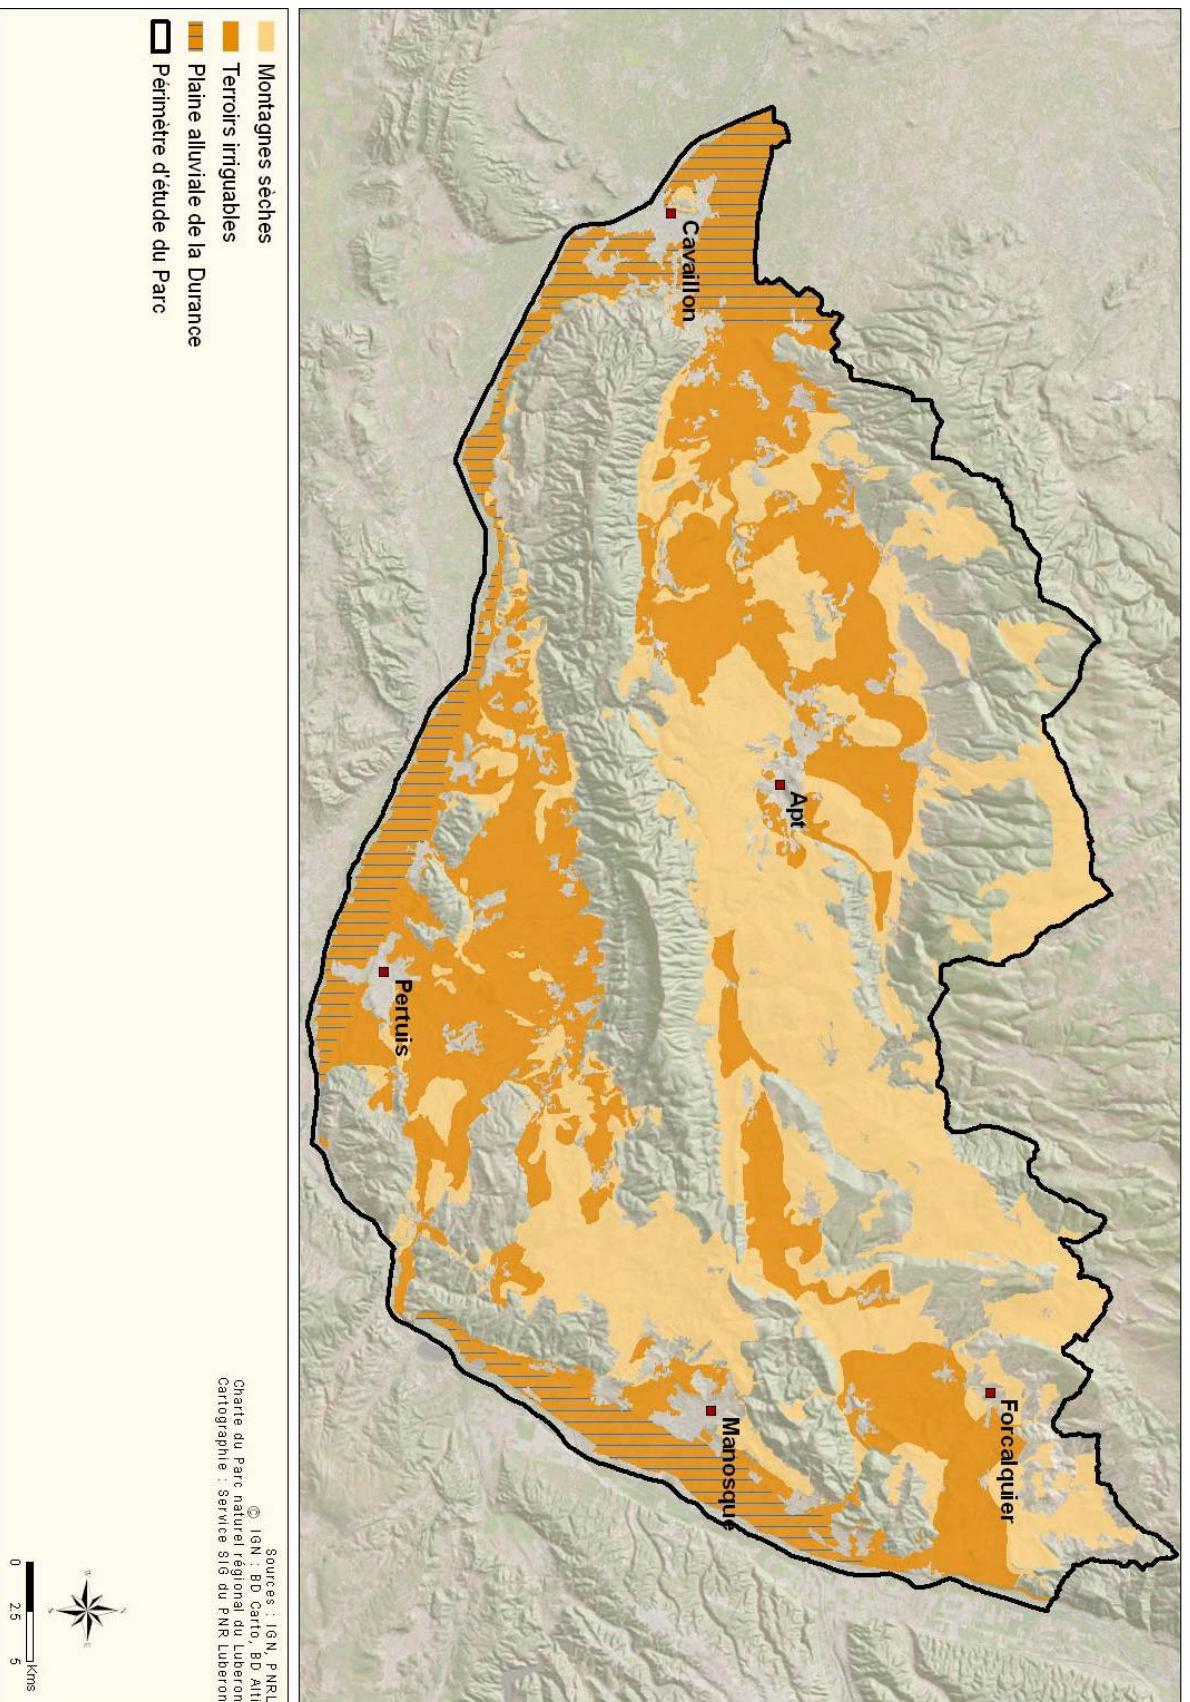 Cavaillon
Apt
Pertuis
Forcalquier
Manosque
Montagnes sèches
Terroirs irriguables
Plaine alluviale de la Durance
Périmètre d'étude du Parc
Sources : IGN, PNRL
© IGN : BD Carto, BD Alti
Charte du Parc naturel régional du Luberon
Cartographie : Service SIG du PNR Luberon
0 2,5 5
Kms